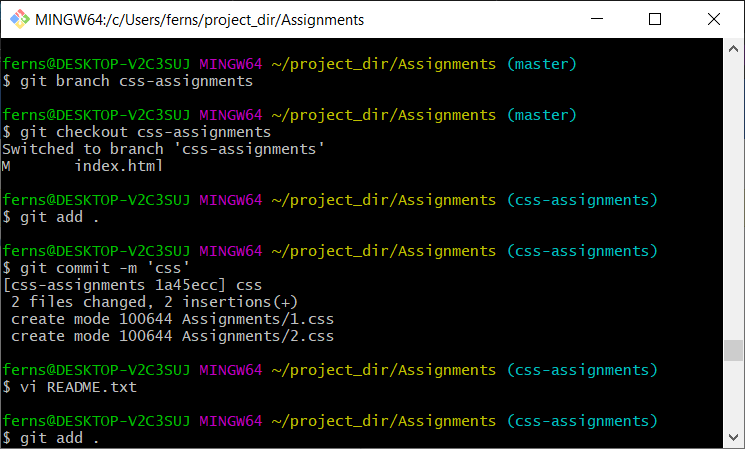 MINGW64:/c/Users/ferns/project_dir/Assignments
ferns@DESKTOP-V2C3SUJ MINGW64 ~/project_dir/Assignments (master)
$ git branch css-assignments
ferns@DESKTOP-V2C3SUJ MINGW64 ~/project_dir/Assignments (master)
$ git checkout css-assignments
Switched to branch 'css-assignments'
M       index.html
ferns@DESKTOP-V2C3SUJ MINGW64 ~/project_dir/Assignments (css-assignments)
$ git add .
ferns@DESKTOP-V2C3SUJ MINGW64 ~/project_dir/Assignments (css-assignments)
$ git commit -m 'css'
[css-assignments 1a45ecc] css
 2 files changed, 2 insertions(+)
 create mode 100644 Assignments/1.css
 create mode 100644 Assignments/2.css
ferns@DESKTOP-V2C3SUJ MINGW64 ~/project_dir/Assignments (css-assignments)
$ vi README.txt
ferns@DESKTOP-V2C3SUJ MINGW64 ~/project_dir/Assignments (css-assignments)
$ git add .